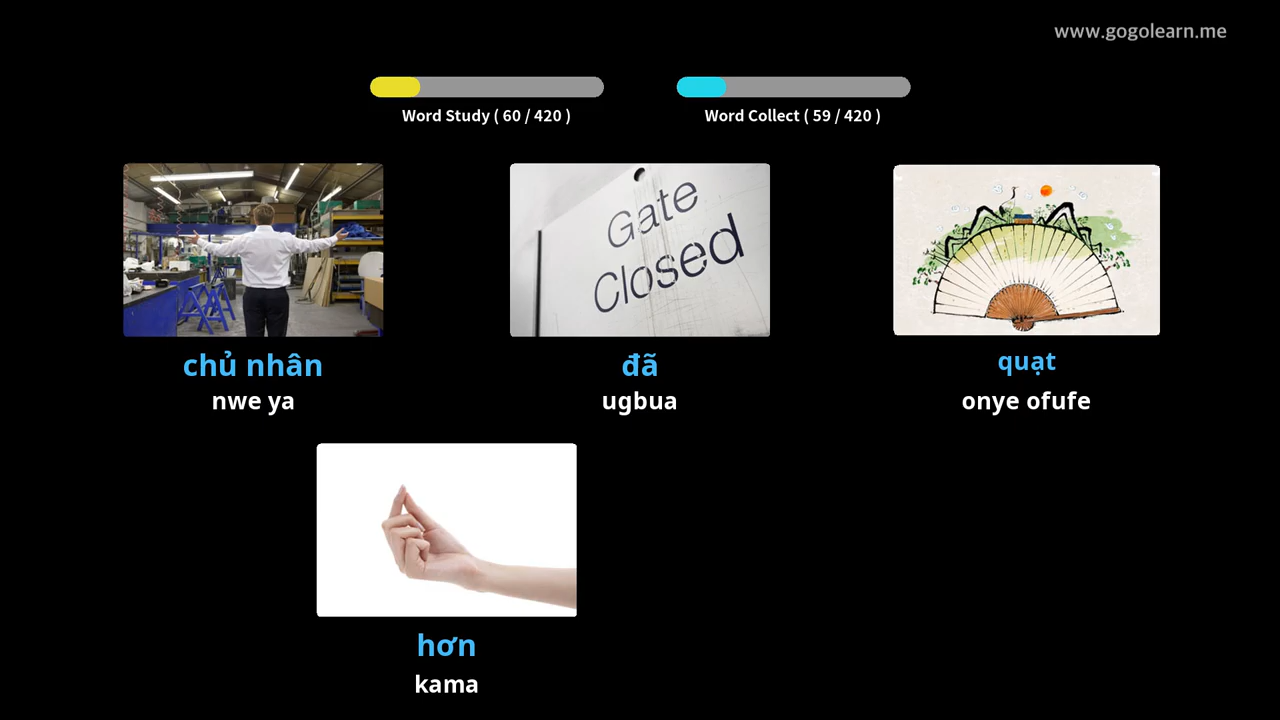 www.gogolearn.me
Word Study ( 60 / 420 )
Word Collect ( 59 / 420 )
Gate
Closed
chủ nhân
nwe ya
đã
ugbua
quạt
onye ofufe
hơn
kama